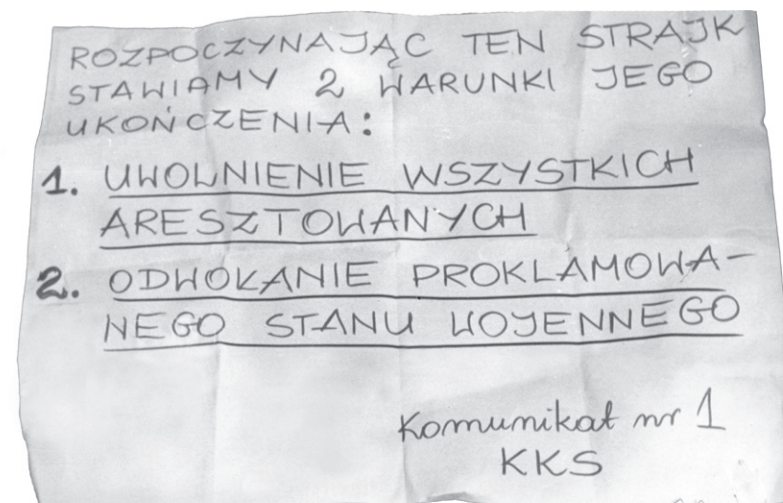 ROZPOCZYNAJĄC TEN STRAJK
STAWIAMY 2 WARUNKI JEGO
UKOŃCZENIA:
1. UWOLNIENIE WSZYSTKICH
ARESZTOWANYCH
2. ODWOŁANIE PROKLAMOWA-
NEGO STANU WOJENNEGO
Komunikat nr 1
KKS